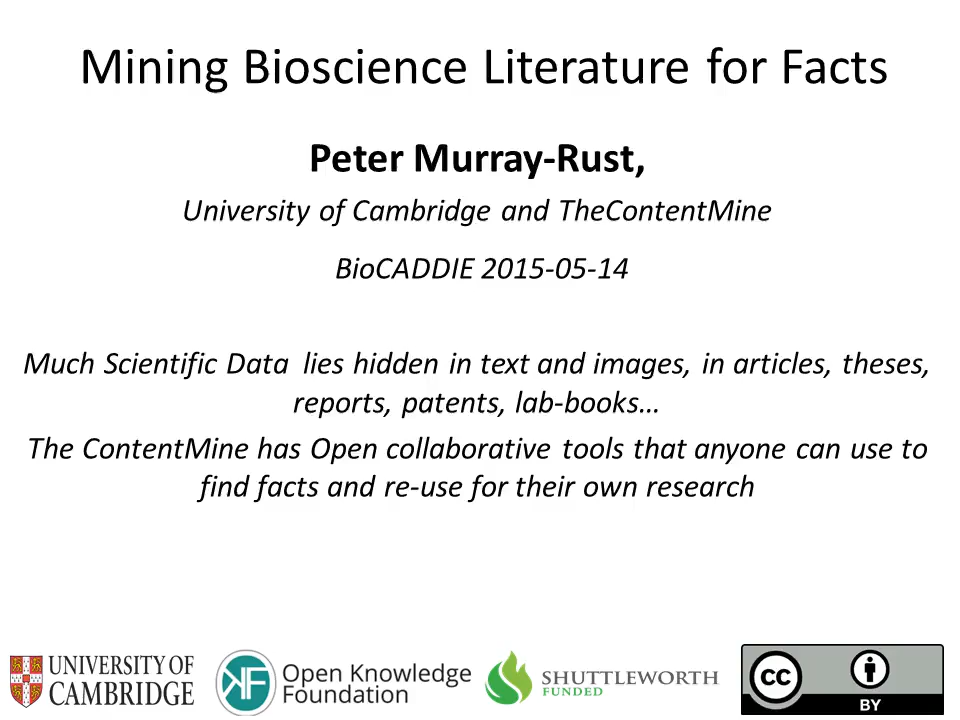 Mining Bioscience Literature for Facts
Peter Murray-Rust,
University of Cambridge and TheContentMine
BioCADDIE 2015-05-14
Much Scientific Data lies hidden in text and images, in articles, theses,
reports, patents, lab-books…
The ContentMine has Open collaborative tools that anyone can use to
find facts and re-use for their own research
UNIVERSITY OF
CAMBRIDGE
KF
Open Knowledge
Foundation
SHUTTLEWORTH
FUNDED
cc
BY